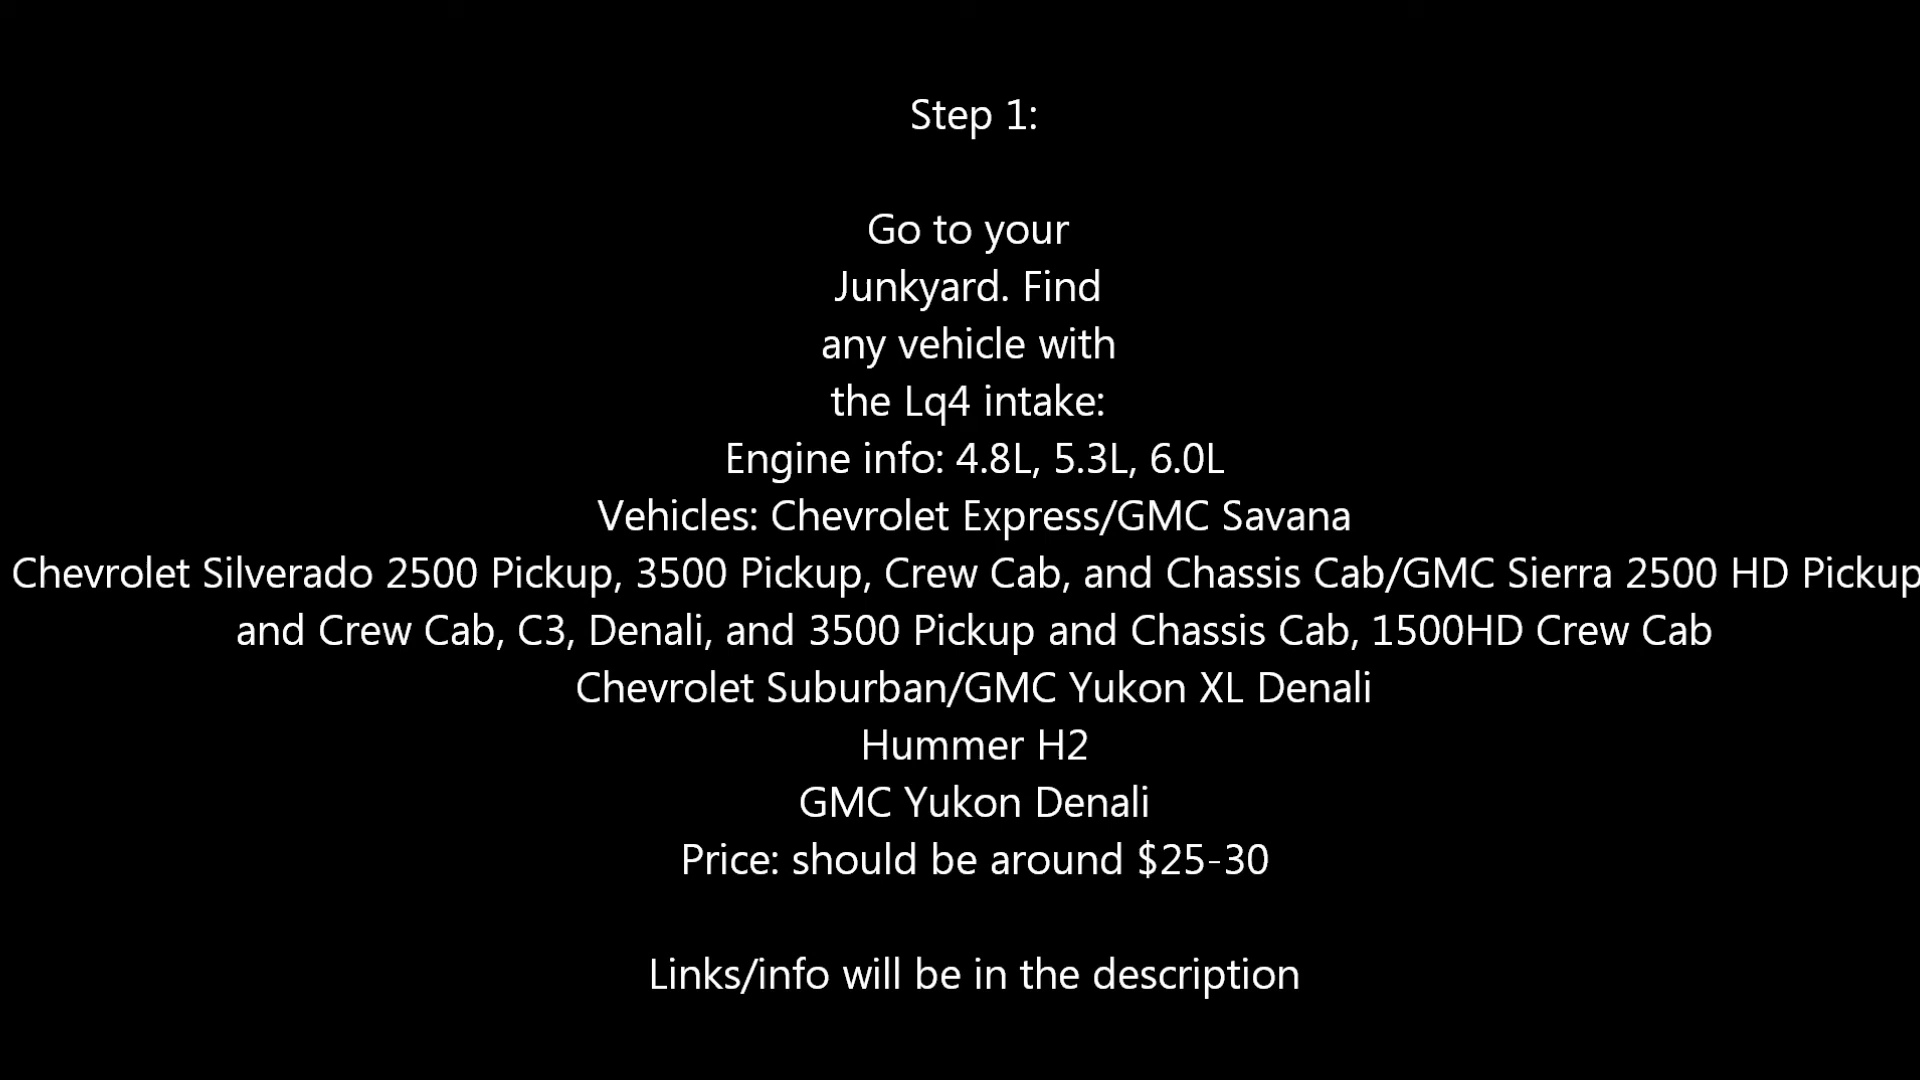 Step 1:
Go to your
Junkyard. Find
any vehicle with
the Lq4 intake:
Engine info: 4.8L, 5.3L, 6.0L
Vehicles: Chevrolet Express/GMC Savana
Chevrolet Silverado 2500 Pickup, 3500 Pickup, Crew Cab, and Chassis Cab/GMC Sierra 2500 HD Pickup
and Crew Cab, C3, Denali, and 3500 Pickup and Chassis Cab, 1500HD Crew Cab
Chevrolet Suburban/GMC Yukon XL Denali
Hummer H2
GMC Yukon Denali
Price: should be around $25-30
Links/info will be in the description